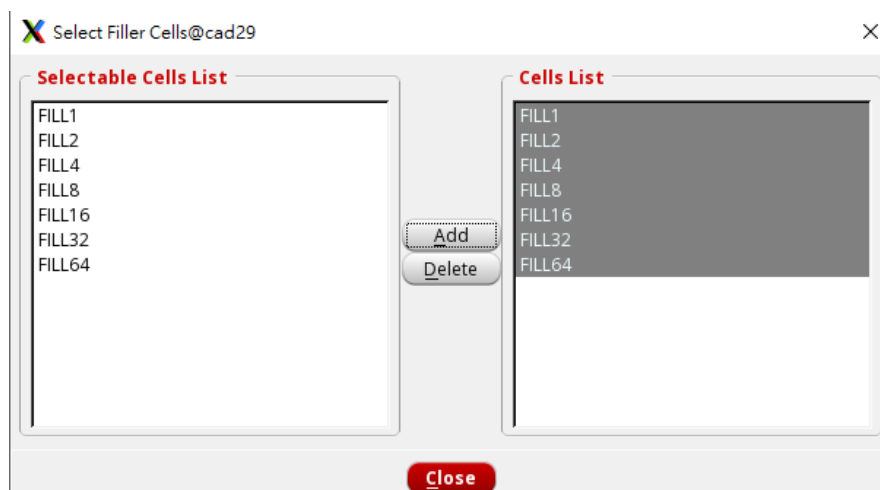 Select Filler Cells@cad29
Selectable Cells List
FILL1
FILL2
FILL4
FILL8
FILL16
FILL32
FILL64
Add
Delete
Cells List
FILL1
FILL2
FILL4
FILL8
FILL16
FILL32
FILL64
Close